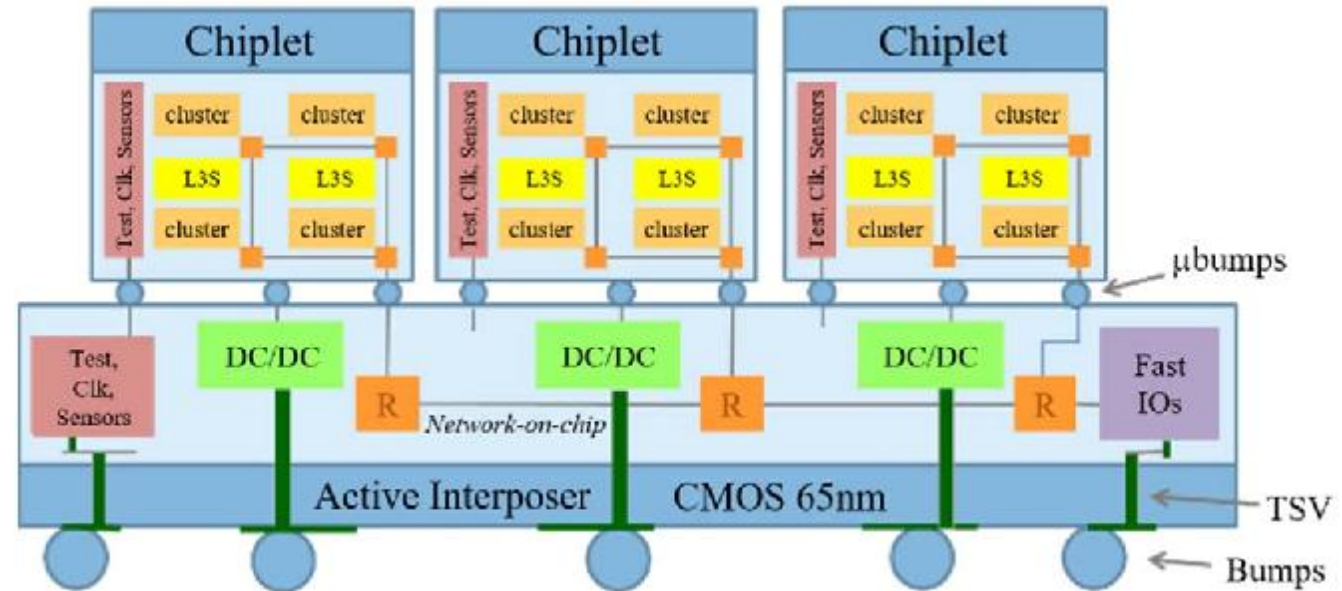 Chiplet
Chiplet
Chiplet
Test, Clk, Sensors
cluster
cluster
L3S
L3S
cluster
cluster
Test, Clk, Sensors
cluster
cluster
L3S
L3S
cluster
cluster
Test, Clk, Sensors
cluster
cluster
L3S
L3S
cluster
cluster
μbumps
Test,
Clk,
Sensors
DC/DC
DC/DC
DC/DC
Fast
IOs
R
R
R
Network-on-chip
Active Interposer
CMOS 65nm
TSV
Bumps